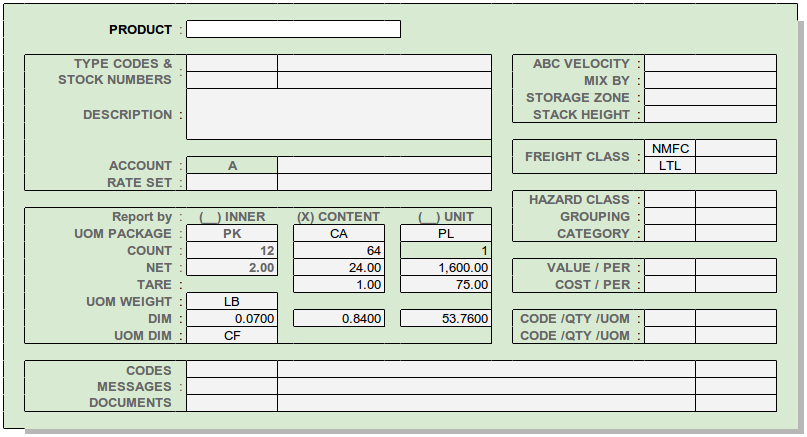 PRODUCT :
TYPE CODES & :
STOCK NUMBERS
DESCRIPTION :
ACCOUNT : A
RATE SET :
ABC VELOCITY :
MIX BY :
STORAGE ZONE :
STACK HEIGHT :
FREIGHT CLASS : NMFC
LTL
HAZARD CLASS :
GROUPING :
CATEGORY :
Report by : (__) INNER (X) CONTENT (__) UNIT
UOM PACKAGE : PK CA PL
COUNT : 12 64 1
NET : 2.00 24.00 1,600.00
TARE : 1.00 75.00
UOM WEIGHT : LB
DIM : 0.0700 0.8400 53.7600
UOM DIM : CF
VALUE / PER :
COST / PER :
CODE /QTY /UOM :
CODE /QTY /UOM :
CODES :
MESSAGES :
DOCUMENTS :